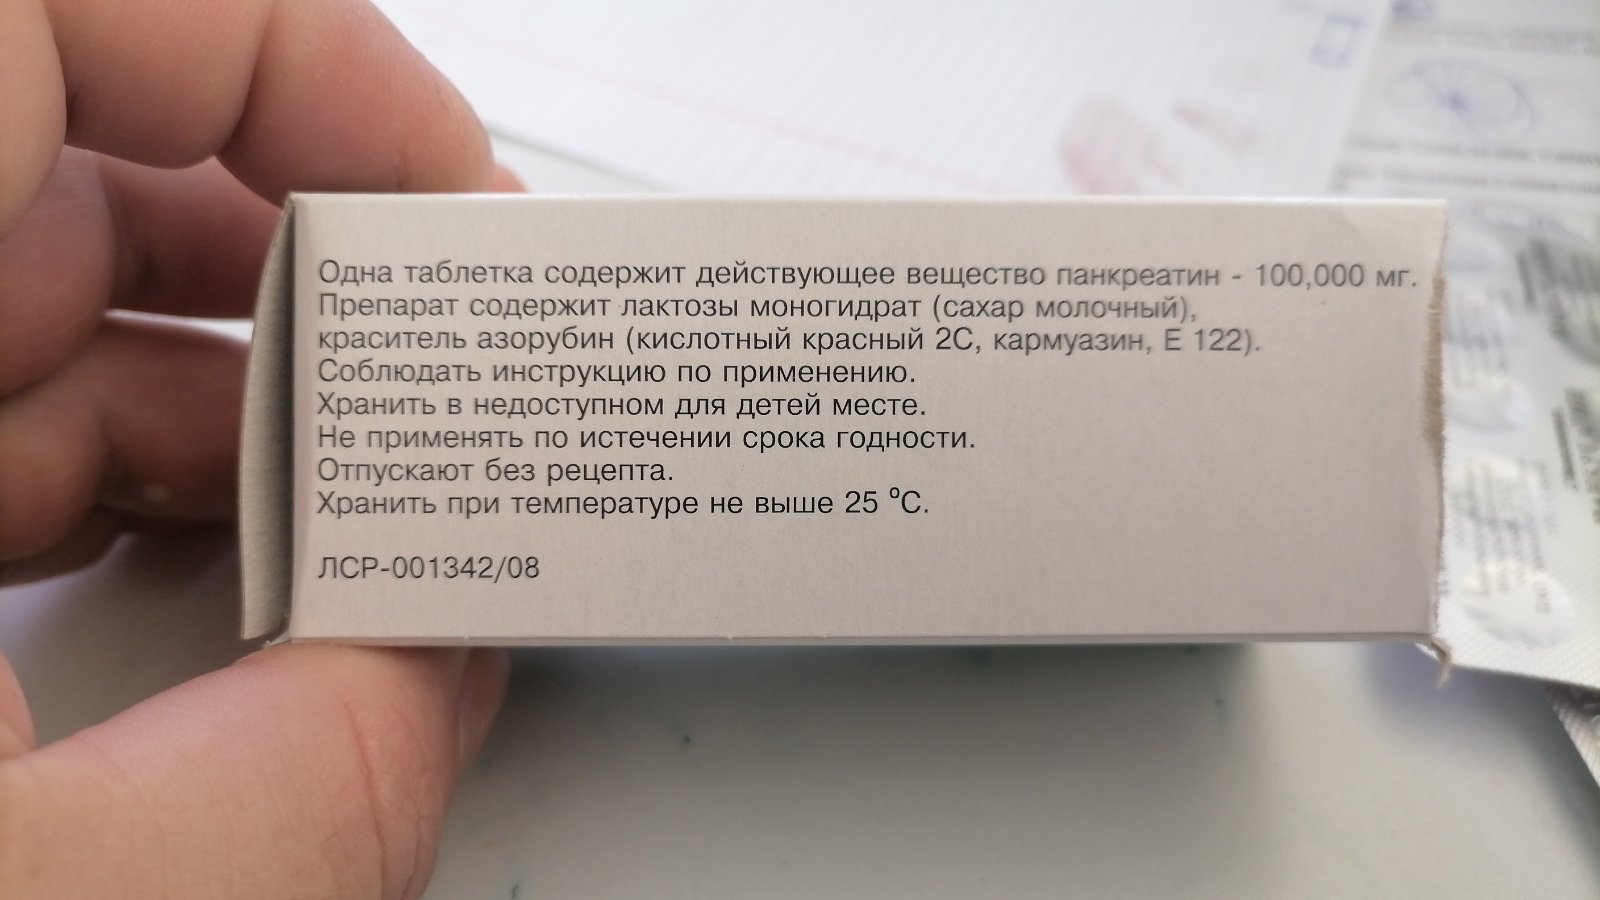 Одна таблетка содержит действующее вещество панкреатин - 100,000 мг.
Препарат содержит лактозы моногидрат (сахар молочный),
краситель азорубин (кислотный красный 2С, кармуазин, Е 122).
Соблюдать инструкцию по применению.
Хранить в недоступном для детей месте.
Не применять по истечении срока годности.
Отпускают без рецепта.
Хранить при температуре не выше 25 ºС.
ЛСР-001342/08